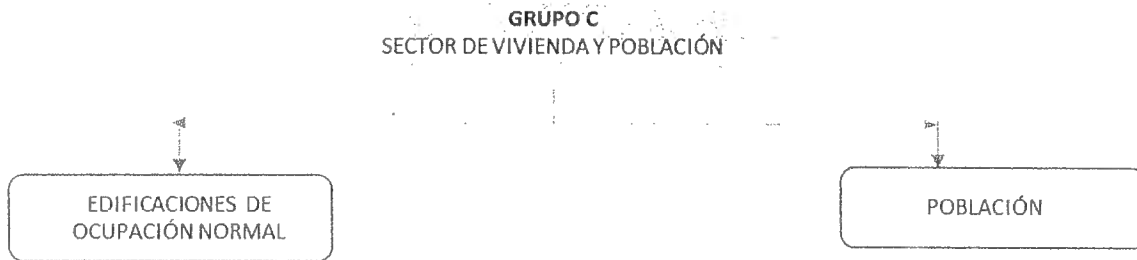 GRUPO C
SECTOR DE VIVIENDA Y POBLACIÓN
EDIFICACIONES DE
OCUPACIÓN NORMAL
POBLACIÓN